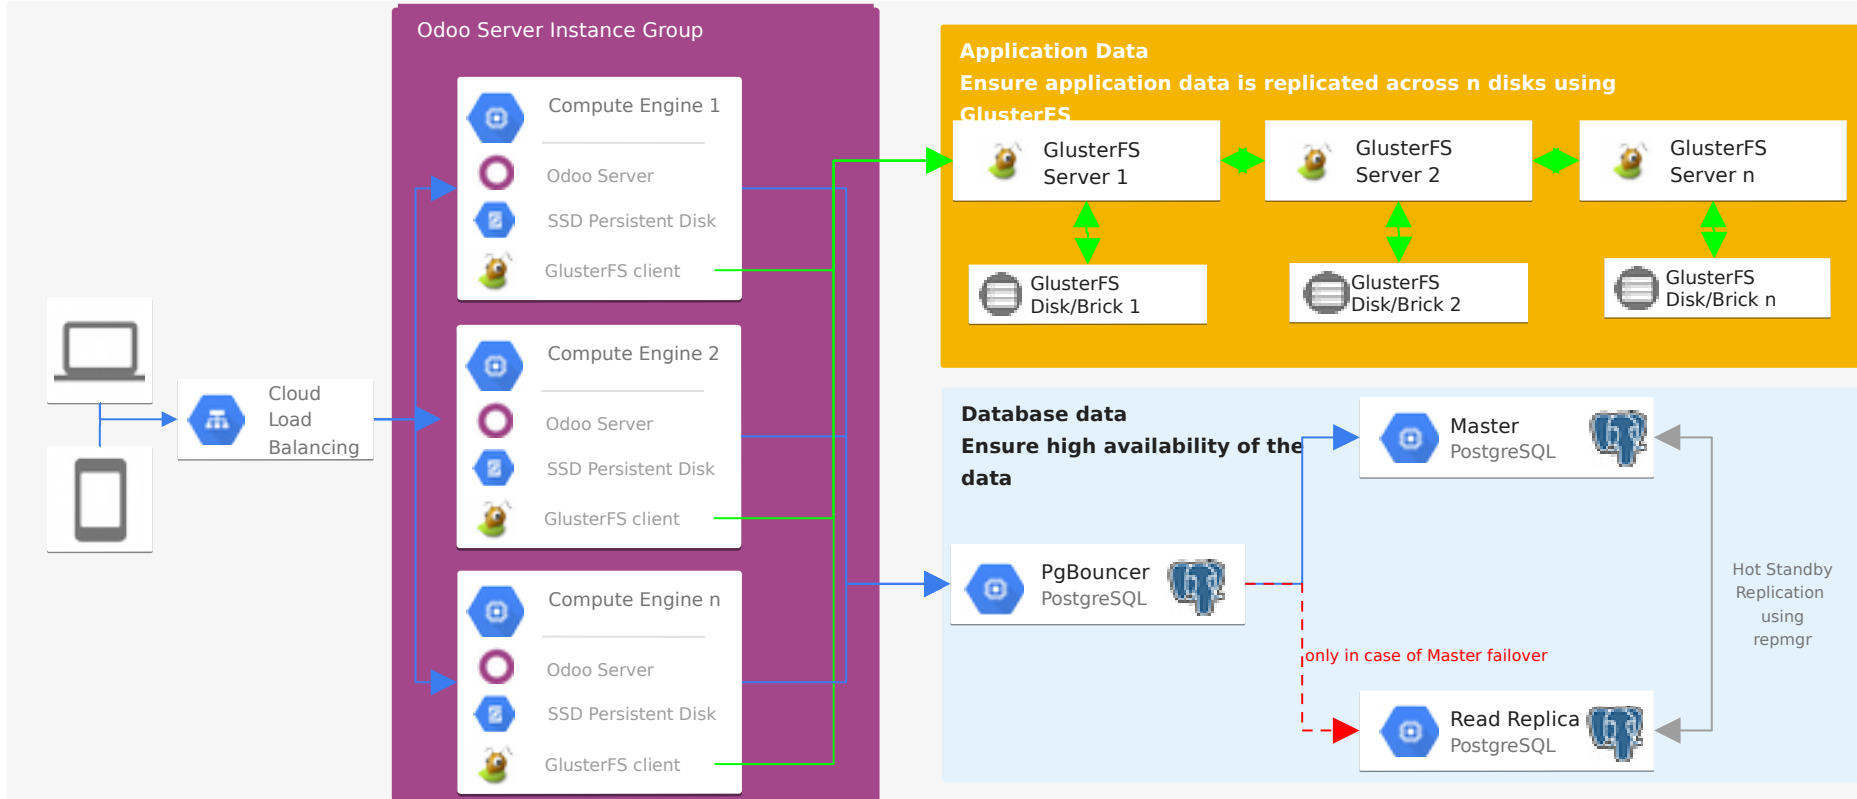 Odoo Server Instance Group
Compute Engine 1
Odoo Server
SSD Persistent Disk
GlusterFS client
Compute Engine 2
Odoo Server
SSD Persistent Disk
GlusterFS client
Compute Engine n
Odoo Server
SSD Persistent Disk
GlusterFS client
Cloud
Load
Balancing
Application Data
Ensure application data is replicated across n disks using
GlusterFS
GlusterFS
Server 1
GlusterFS
Server 2
GlusterFS
Server n
GlusterFS
Disk/Brick 1
GlusterFS
Disk/Brick 2
GlusterFS
Disk/Brick n
Database data
Ensure high availability of the
data
Master
PostgreSQL
PgBouncer
PostgreSQL
Hot Standby
Replication
using
repmgr
only in case of Master failover
Read Replica
PostgreSQL